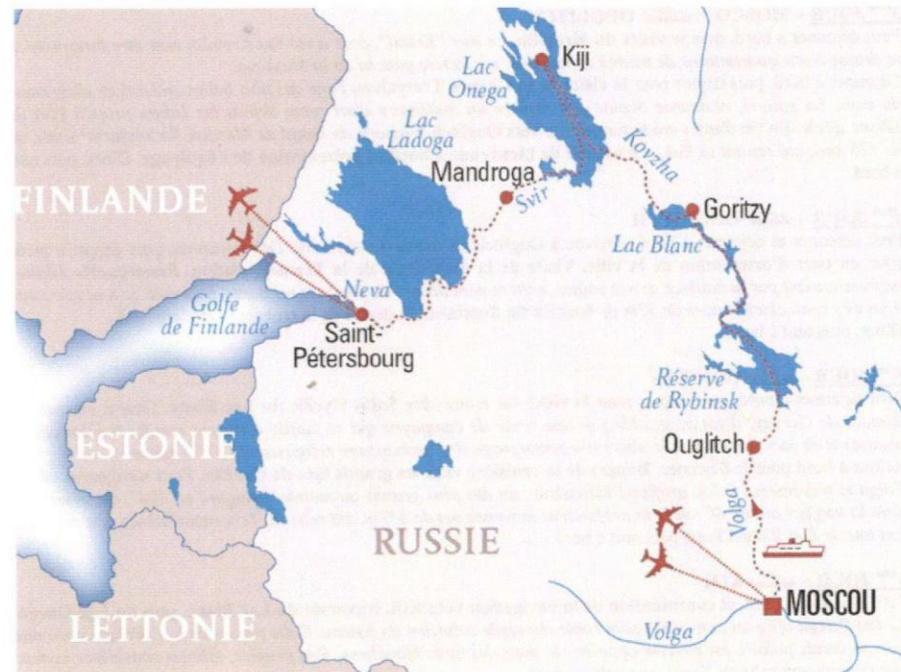 Kiji
Lac
Onega
Lac
Ladoga
Mandroga
Kovzha
Svir
FINLANDE
Goritzy
Lac Blanc
Neva
Golfe
de Finlande
Saint-
Pétersbourg
Réserve
de Rybinsk
ESTONIE
Ouglitch
Volga
RUSSIE
MOSCOU
LETTONIE
Volga